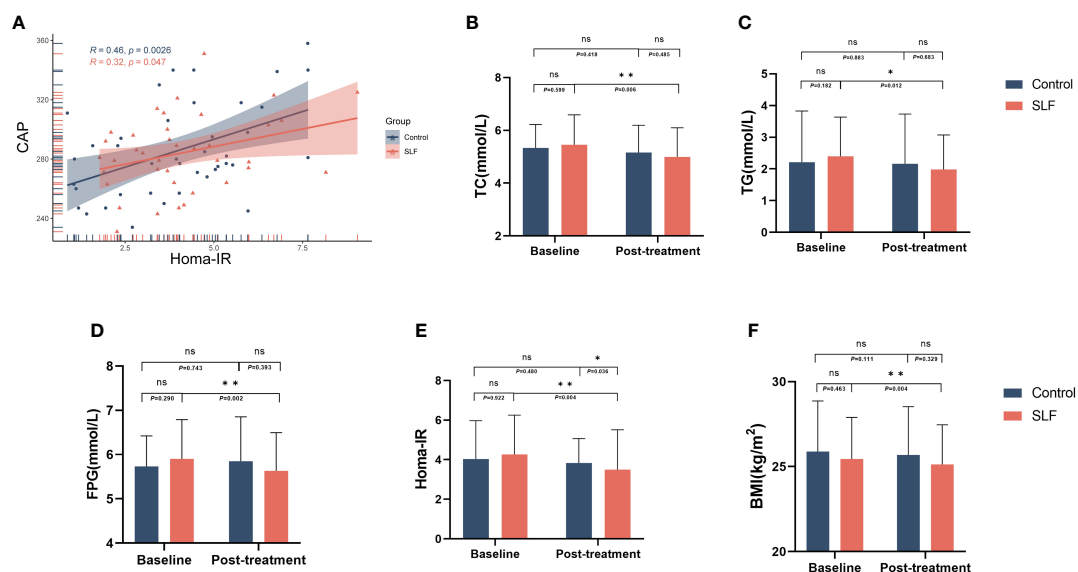 A
R = 0.46, p = 0.0026
R = 0.32, p = 0.047
360
320
280
240
CAP
2.5 5.0 7.5
Homa-IR
Group
Control
SLF
B
ns ns
P=0.418 P=0.485
ns **
P=0.599 P=0.006
8
6
4
2
TC(mmol/L)
Baseline Post-treatment
C
ns ns
P=0.883 P=0.683
ns *
P=0.182 P=0.012
5
4
3
2
1
0
TG(mmol/L)
Baseline Post-treatment
Control
SLF
D
ns ns
P=0.743 P=0.393
ns **
P=0.290 P=0.002
8
7
6
5
4
FPG(mmol/L)
Baseline Post-treatment
E
ns *
P=0.480 P=0.036
ns **
P=0.922 P=0.004
8
6
4
2
0
Homa-IR
Baseline Post-treatment
F
ns ns
P=0.111 P=0.329
ns **
P=0.463 P=0.004
30
25
20
BMI(kg/m²)
Baseline Post-treatment
Control
SLF